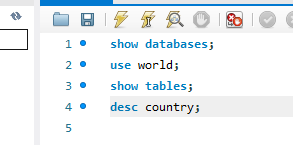 1 show databases;
2 use world;
3 show tables;
4 desc country;
5